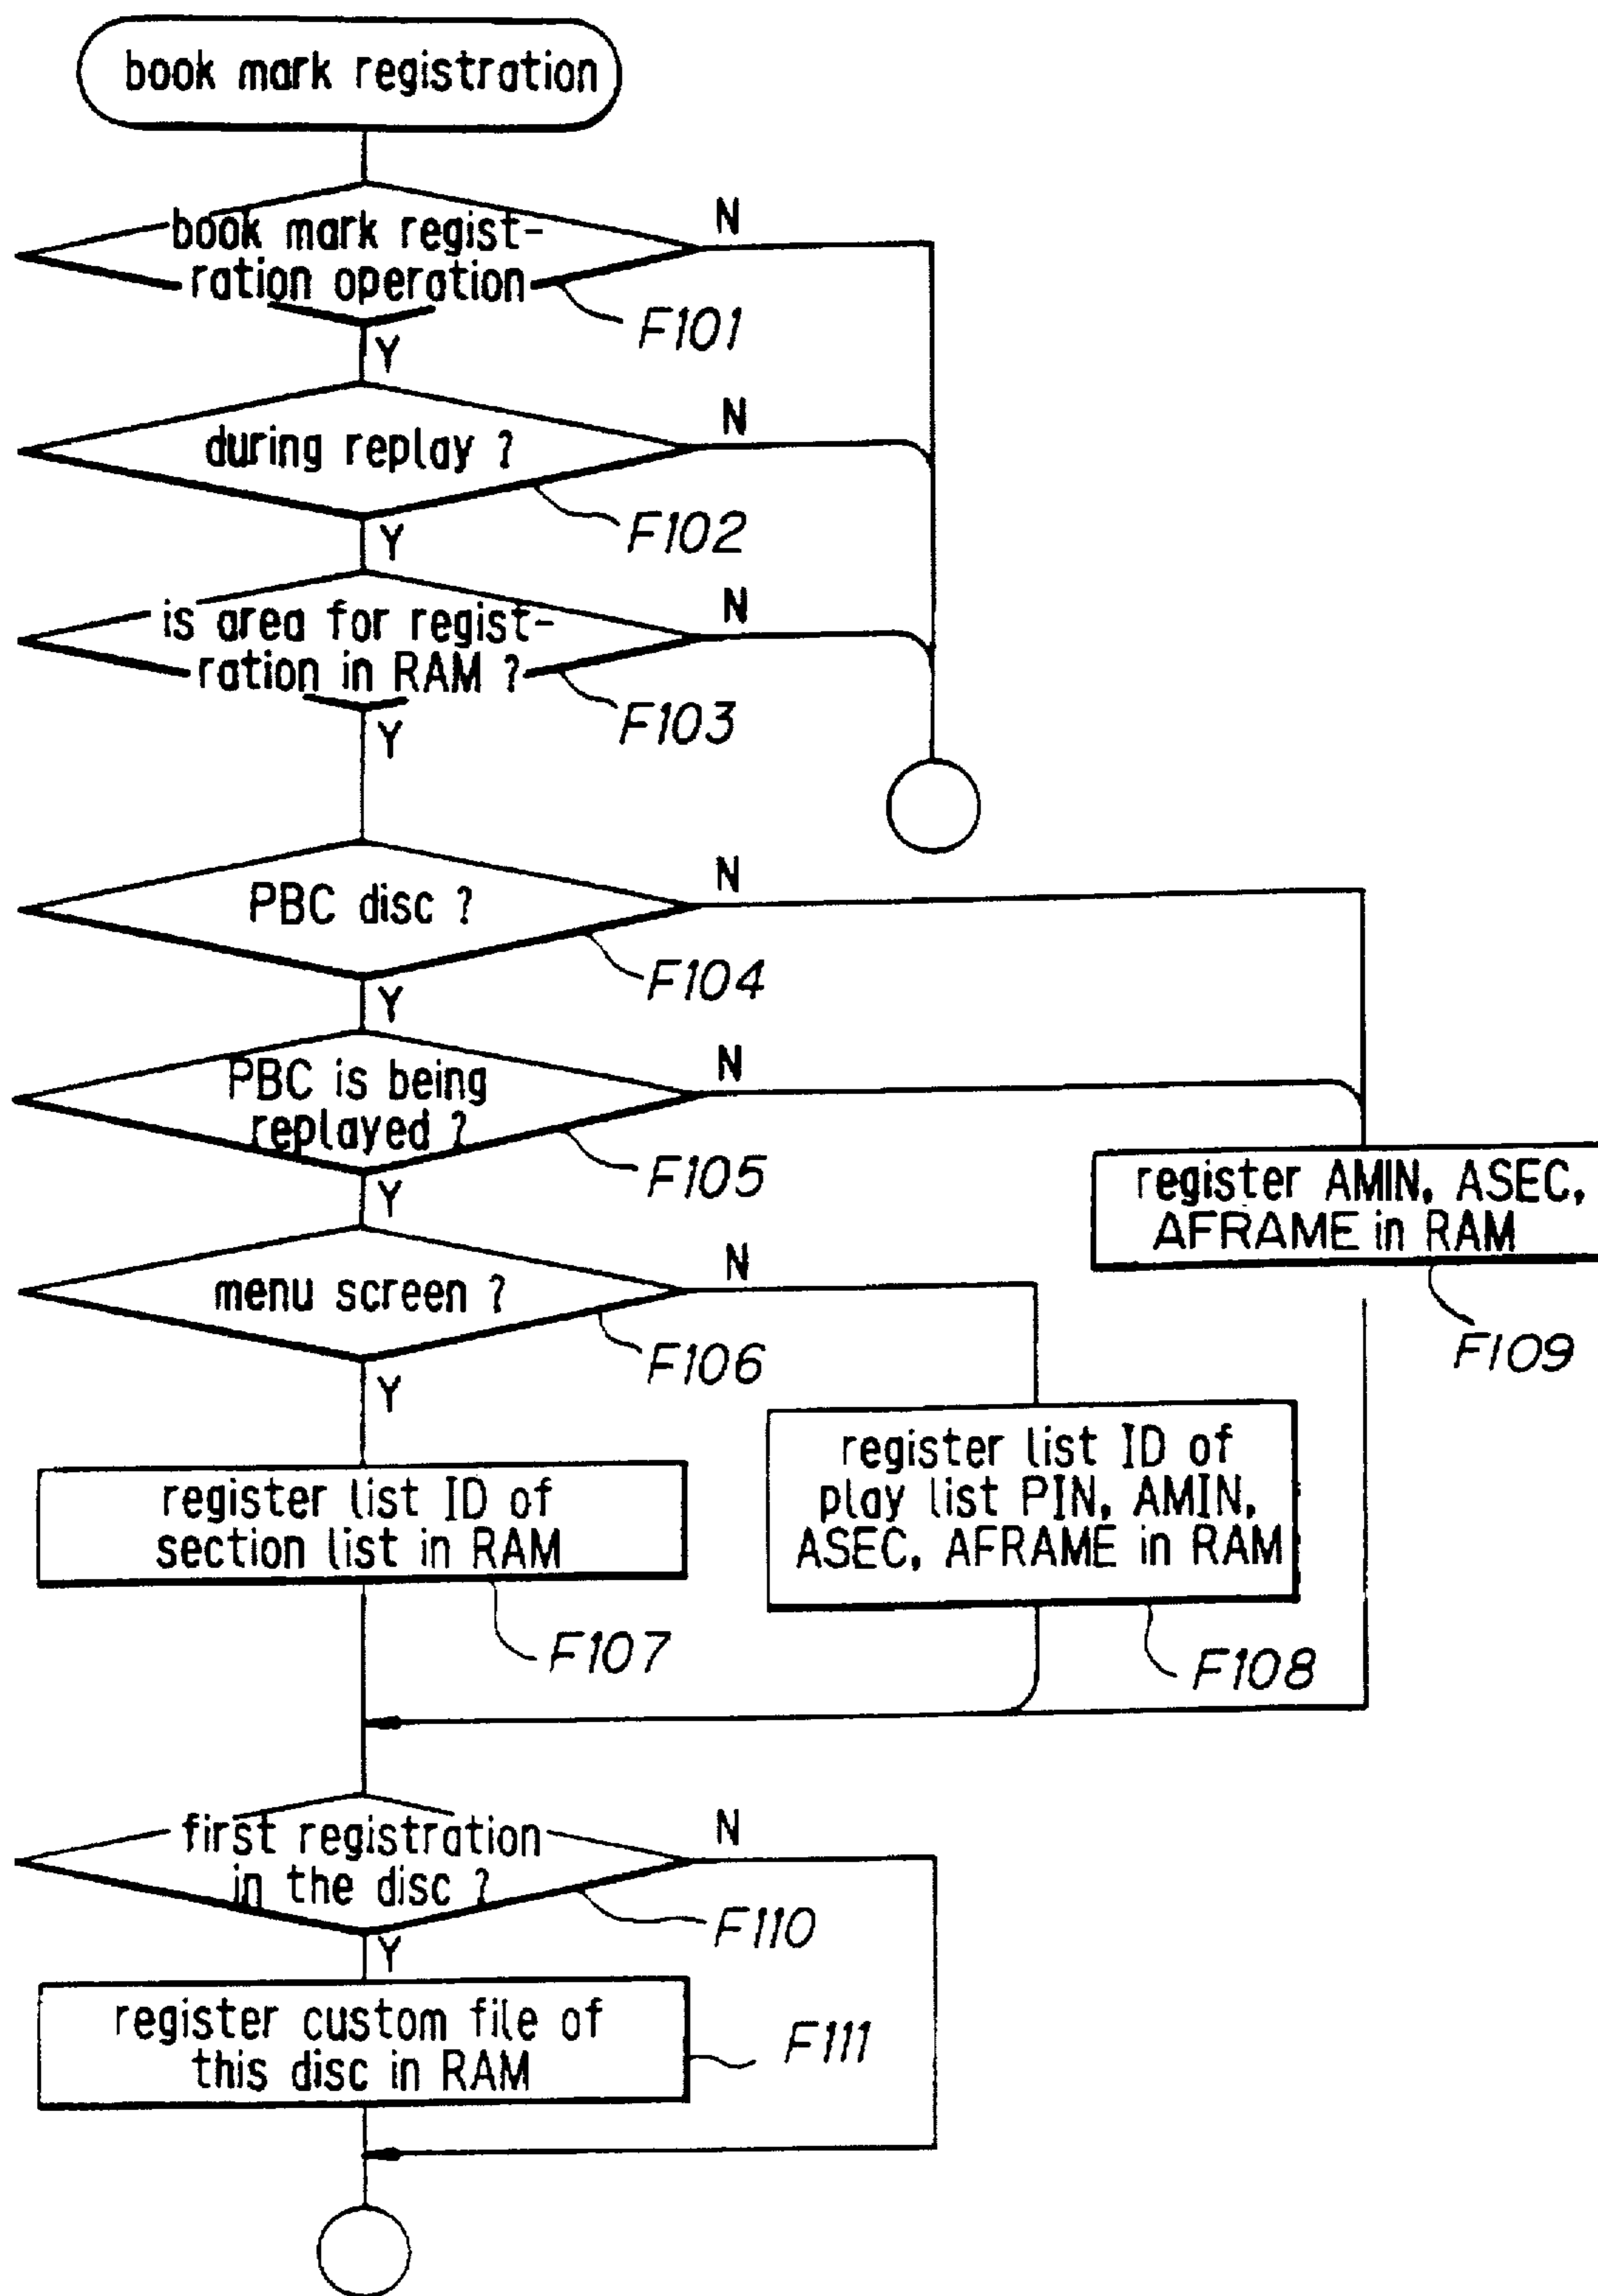 book mark registration
book mark regist-
ration operation
N
F101
Y
during replay ?
N
F102
Y
is area for regist-
ration in RAM ?
N
F103
Y
PBC disc ?
N
F104
Y
PBC is being
replayed ?
N
F105
Y
register AMIN, ASEC,
AFRAME in RAM
F109
menu screen ?
N
F106
Y
register list ID of
section list in RAM
F107
register list ID of
play list PIN, AMIN,
ASEC, AFRAME in RAM
F108
first registration
in the disc ?
N
F110
Y
register custom file of
this disc in RAM
F111